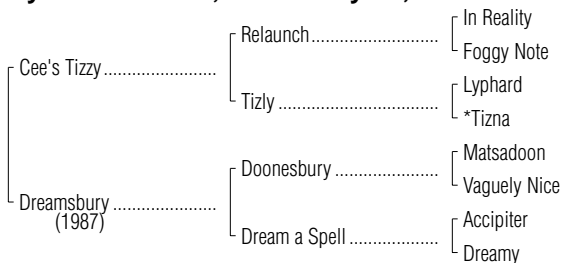 In Reality
Relaunch
Foggy Note
Cee's Tizzy
Lyphard
Tizly
*Tizna
Matsadoon
Doonesbury
Vaguely Nice
Dreamsbury
(1987)
Accipiter
Dream a Spell
Dreamy